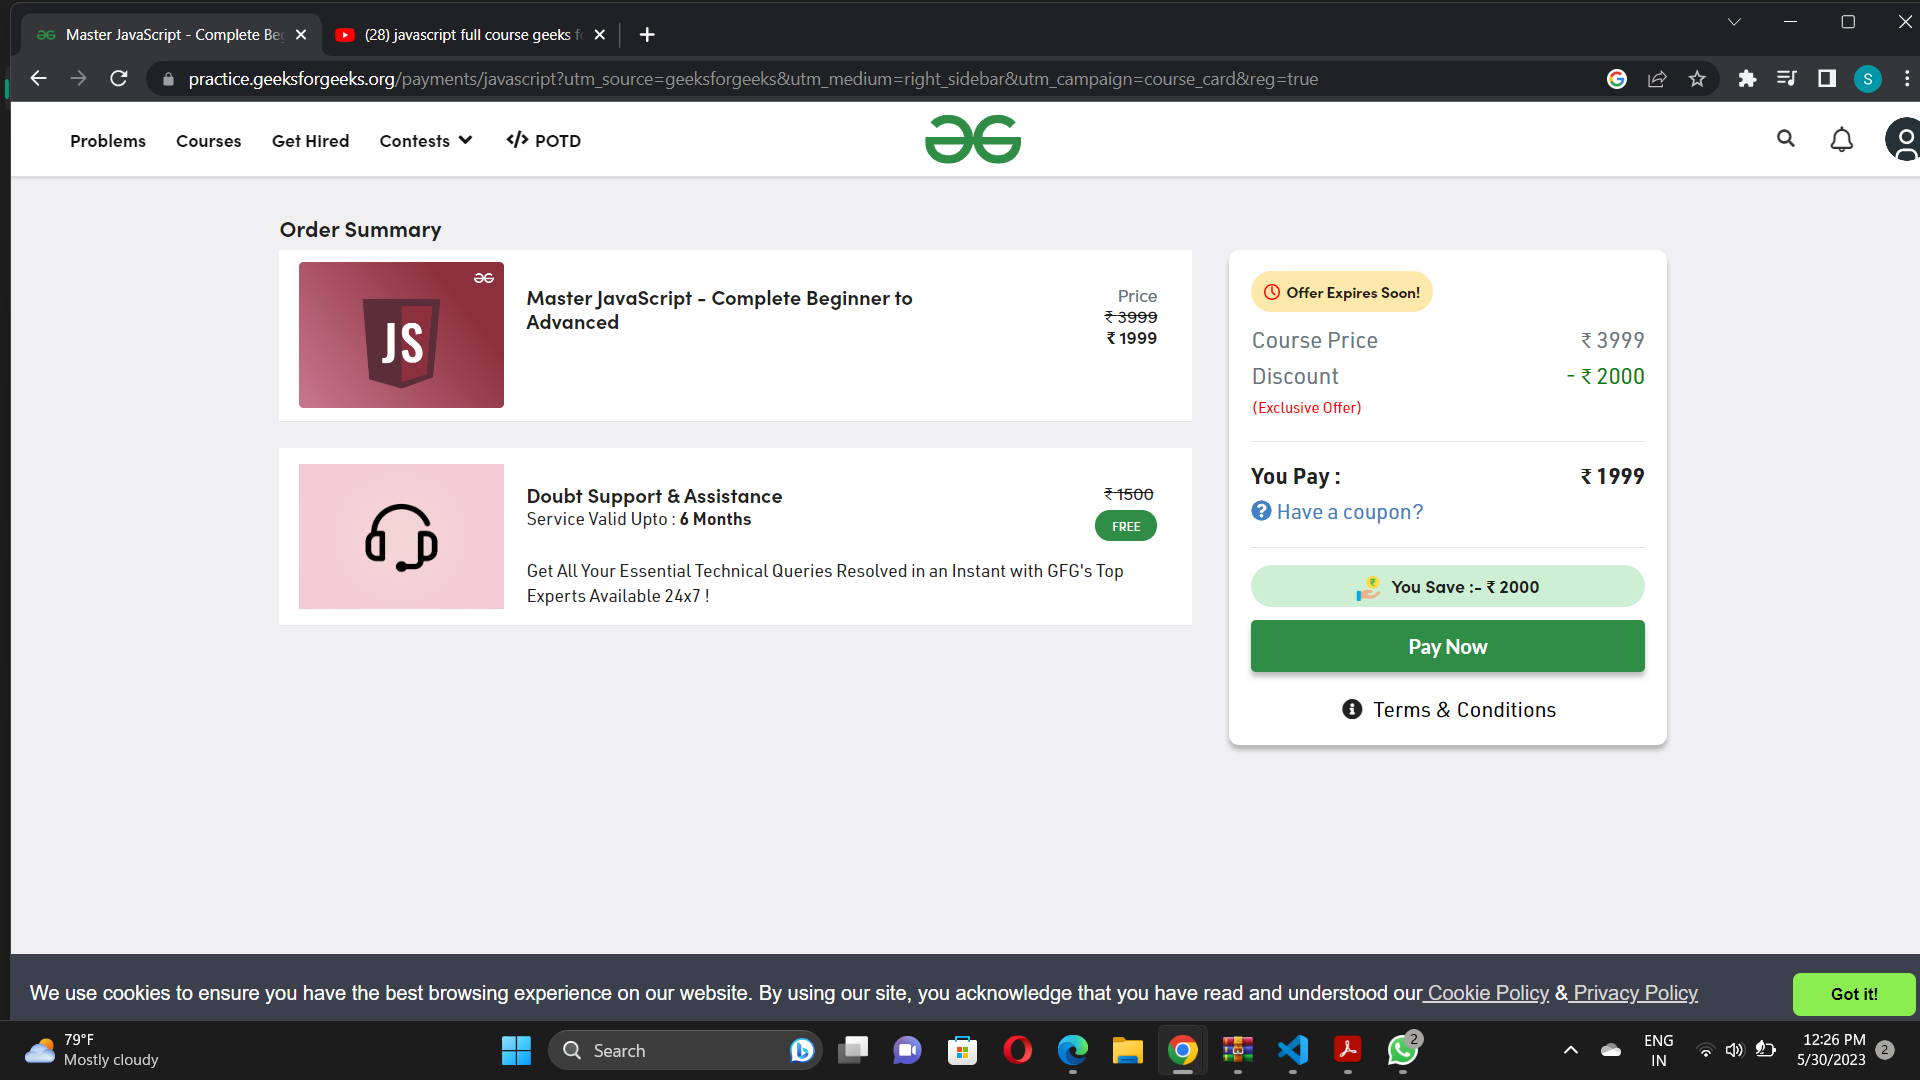 Master JavaScript - Complete Beg
(28) javascript full course geeks f
practice.geeksforgeeks.org/payments/javascript?utm_source=geeksforgeeks&utm_medium=right_sidebar&utm_campaign=course_card&reg=true
S
Problems Courses Get Hired Contests </> POTD
Order Summary
JS
Master JavaScript - Complete Beginner to
Advanced
Price
₹ 3999
₹ 1999
Doubt Support & Assistance
Service Valid Upto : 6 Months
₹ 1500
FREE
Get All Your Essential Technical Queries Resolved in an Instant with GFG's Top
Experts Available 24x7 !
Offer Expires Soon!
Course Price ₹ 3999
Discount - ₹ 2000
(Exclusive Offer)
You Pay : ₹ 1999
Have a coupon?
You Save :- ₹ 2000
Pay Now
Terms & Conditions
We use cookies to ensure you have the best browsing experience on our website. By using our site, you acknowledge that you have read and understood our Cookie Policy & Privacy Policy
Got it!
79°F
Mostly cloudy
Search
2
ENG
IN
12:26 PM
5/30/2023
2